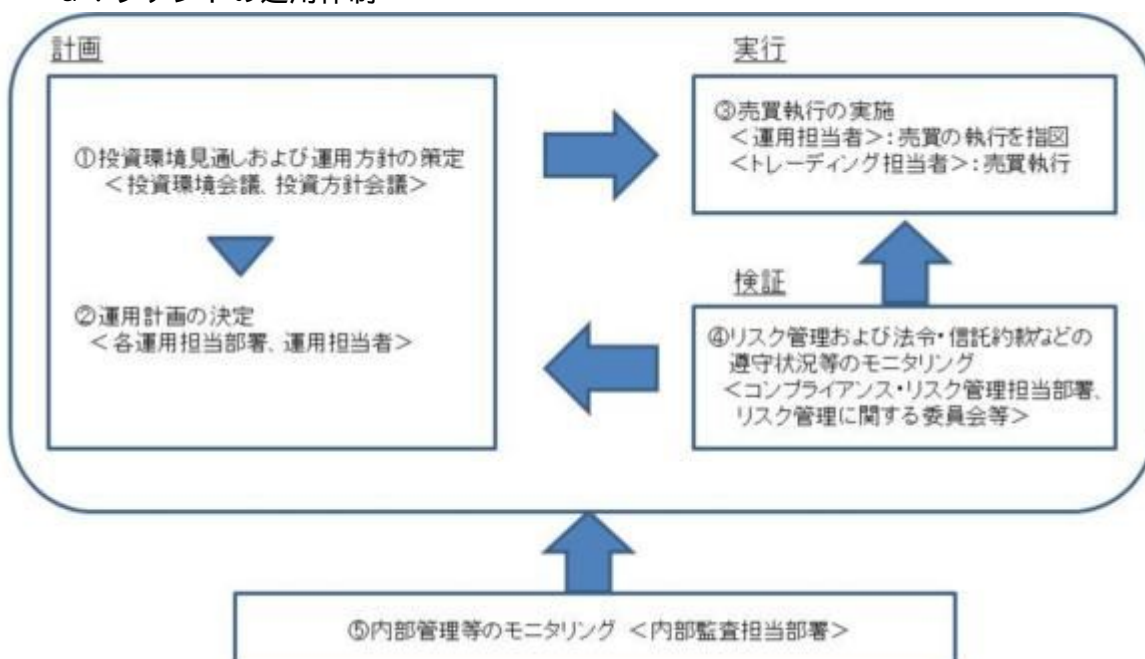 の運用体制
計画
①投資環境見通しおよび運用方針の策定
＜投資環境会議、投資方針会議＞
②運用計画の決定
＜各運用担当部署、運用担当者＞
実行
③売買執行の実施
＜運用担当者＞：売買の執行を指図
＜トレーディング担当者＞：売買執行
検証
④リスク管理および法令・信託約款などの
遵守状況等のモニタリング
＜コンプライアンス・リスク管理担当部署、
リスク管理に関する委員会等＞
⑤内部管理等のモニタリング ＜内部監査担当部署＞